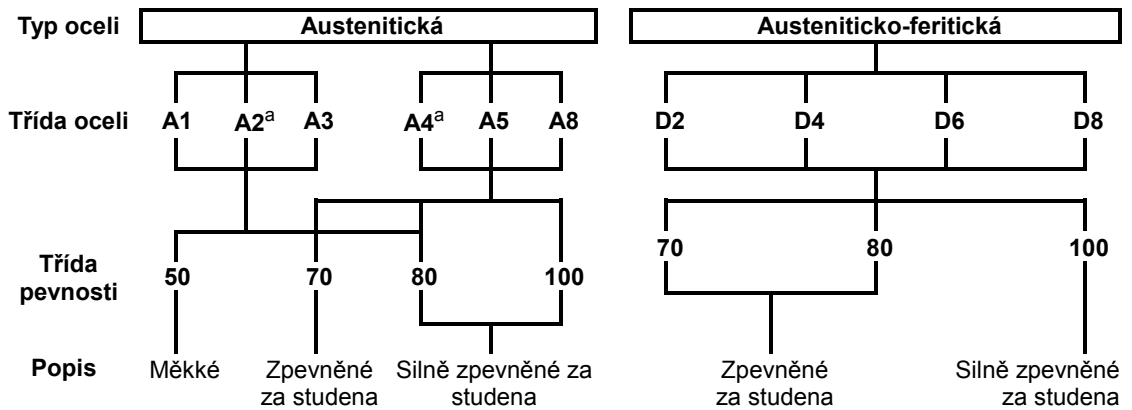 Typ oceli Austenitická Austeniticko-feritická
Třída oceli A1 A2a A3 A4a A5 A8 D2 D4 D6 D8
Třída
pevnosti
50 70 80 100 70 80 100
Popis Měkké Zpevněné
za studena
Silně zpevněné za
studena
Zpevněné
za studena
Silně zpevněné
za studena